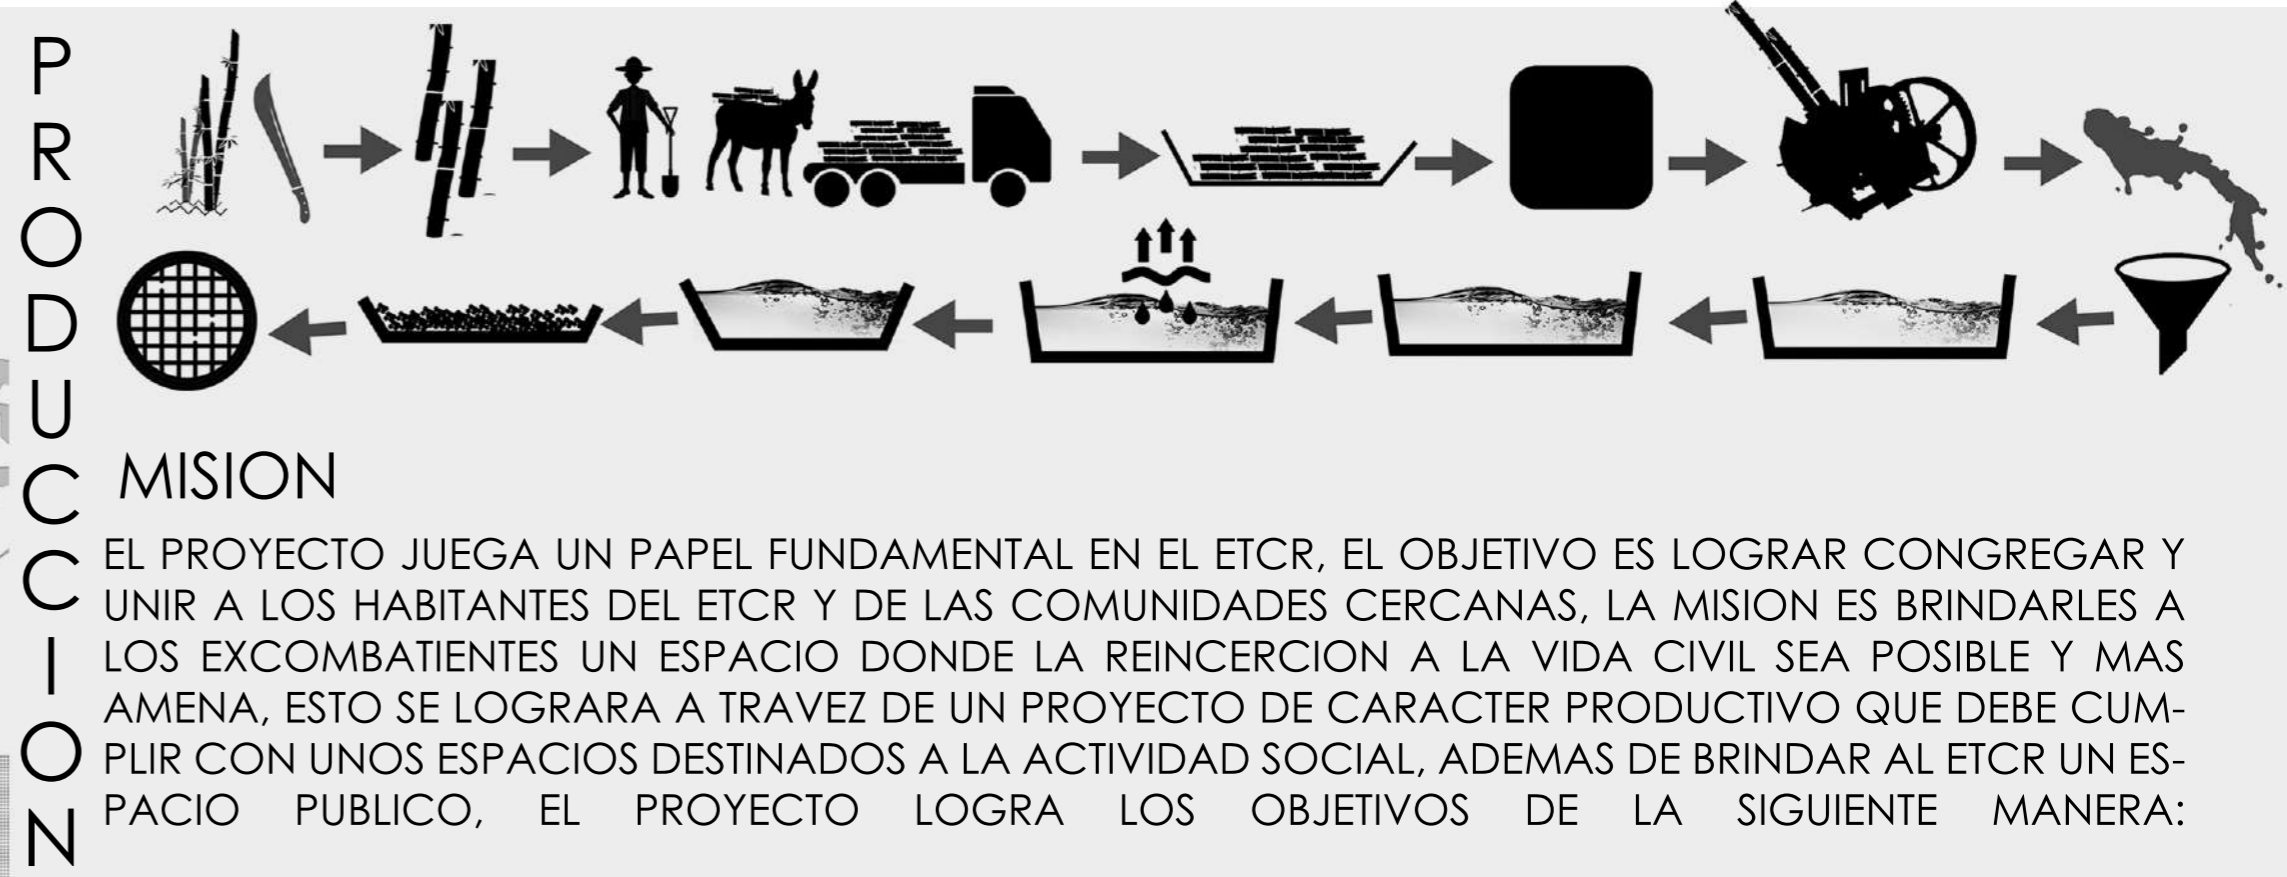 PRODUCCION
MISION
EL PROYECTO JUEGA UN PAPEL FUNDAMENTAL EN EL ETCR, EL OBJETIVO ES LOGRAR CONGREGAR Y
UNIR A LOS HABITANTES DEL ETCR Y DE LAS COMUNIDADES CERCANAS, LA MISION ES BRINDARLES A
LOS EXCOMBATIENTES UN ESPACIO DONDE LA REINCERCION A LA VIDA CIVIL SEA POSIBLE Y MAS
AMENA, ESTO SE LOGRARA A TRAVEZ DE UN PROYECTO DE CARACTER PRODUCTIVO QUE DEBE CUM-
PLIR CON UNOS ESPACIOS DESTINADOS A LA ACTIVIDAD SOCIAL, ADEMAS DE BRINDAR AL ETCR UN ES-
PACIO PUBLICO, EL PROYECTO LOGRA LOS OBJETIVOS DE LA SIGUIENTE MANERA: